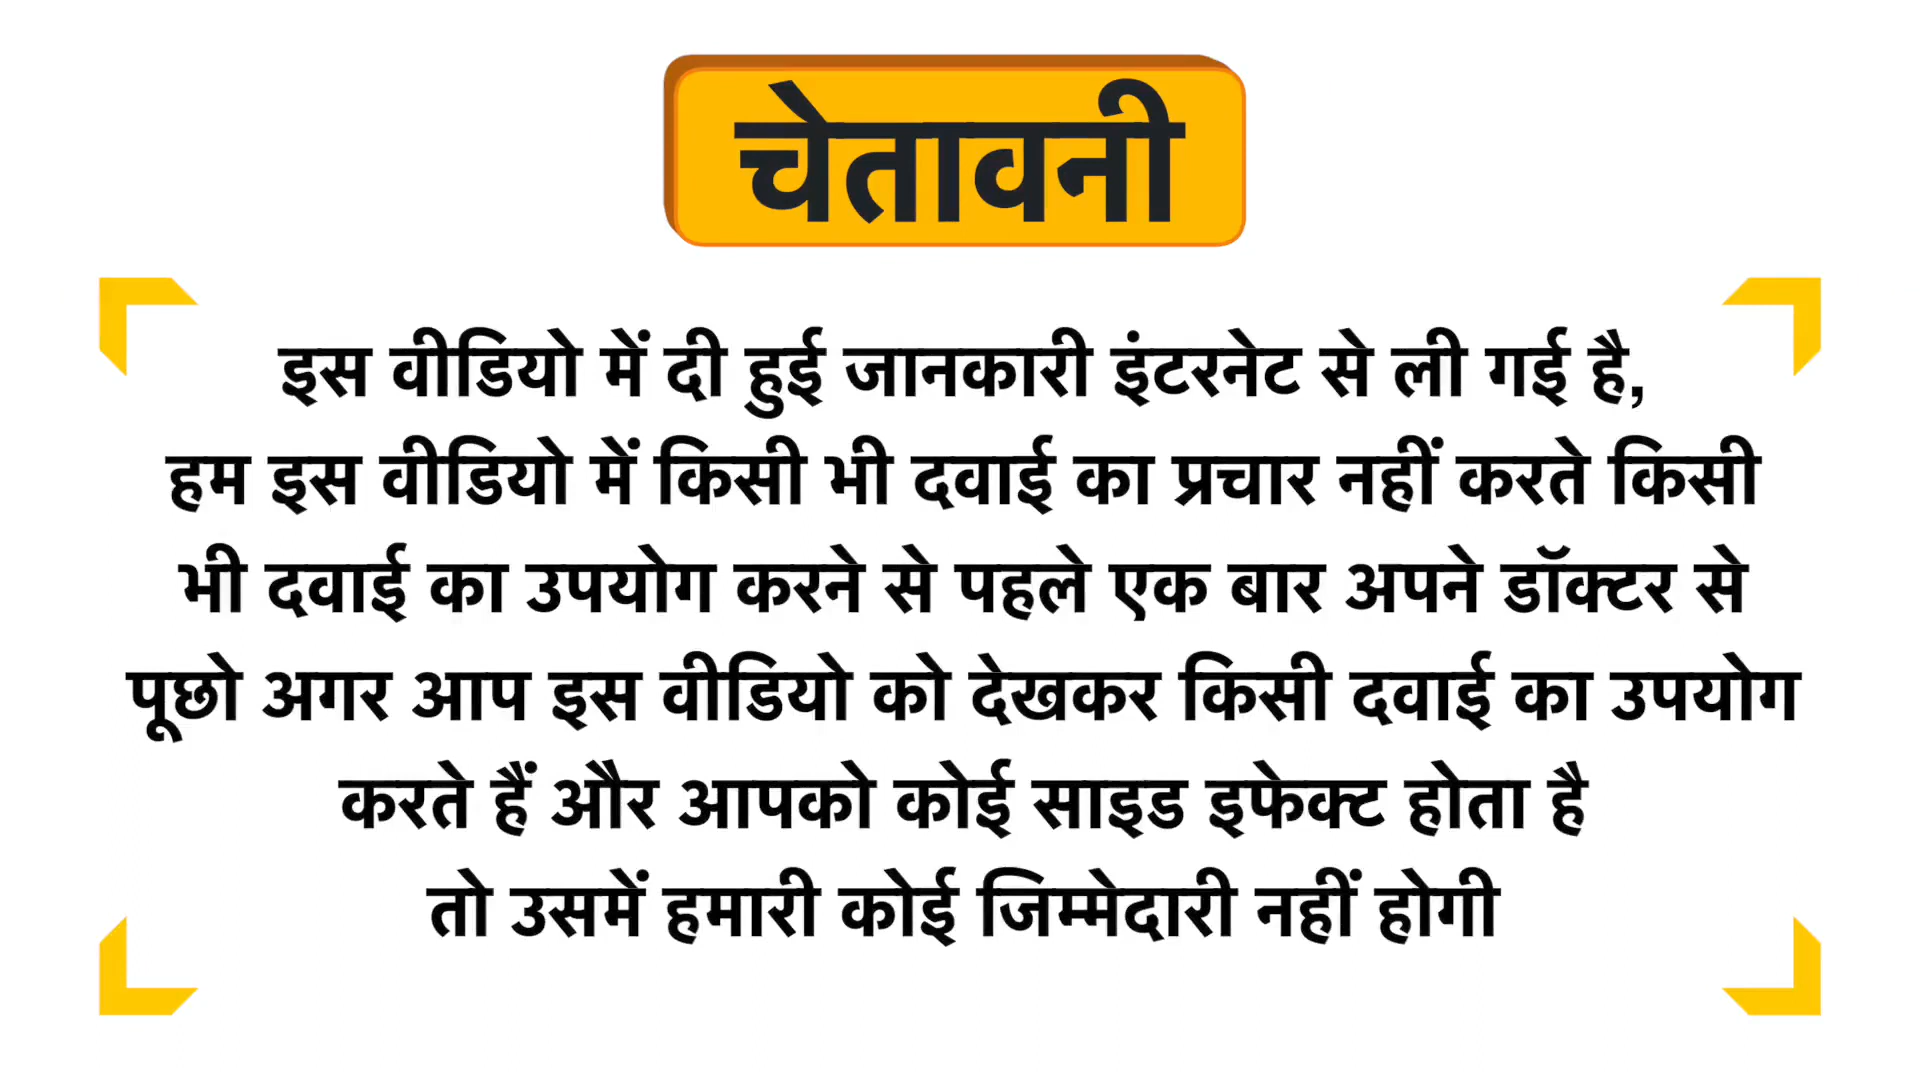 चेतावनी
इस वीडियो में दी हुई जानकारी इंटरनेट से ली गई है,
हम इस वीडियो में किसी भी दवाई का प्रचार नहीं करते किसी
भी दवाई का उपयोग करने से पहले एक बार अपने डॉक्टर से
पूछो अगर आप इस वीडियो को देखकर किसी दवाई का उपयोग
करते हैं और आपको कोई साइड इफेक्ट होता है
तो उसमें हमारी कोई जिम्मेदारी नहीं होगी